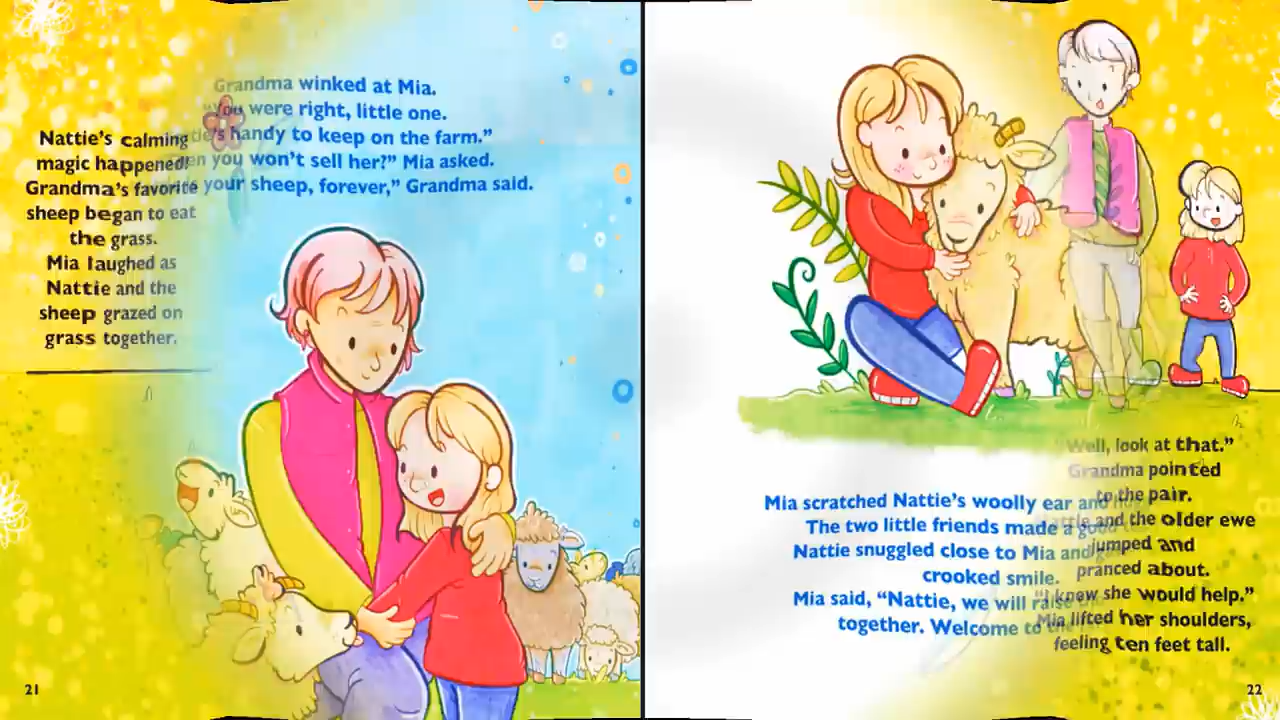 Grandma winked at Mia.
"You were right, little one.
handy to keep on the farm."
you won't sell her?" Mia asked.
your sheep, forever," Grandma said.
Nattie's calming
magic happened!
Grandma's favorite
sheep began to eat
the grass.
Mia laughed as
Nattie and the
sheep grazed on
grass together.
21
"Well, look at that."
Grandma pointed
to the pair.
and the older ewe
jumped and
pranced about.
"I knew she would help."
Mia lifted her shoulders,
feeling ten feet tall.
Mia scratched Nattie's woolly ear and
The two little friends made a good
Nattie snuggled close to Mia and
crooked smile.
Mia said, "Nattie, we will raise
together. Welcome to the
22